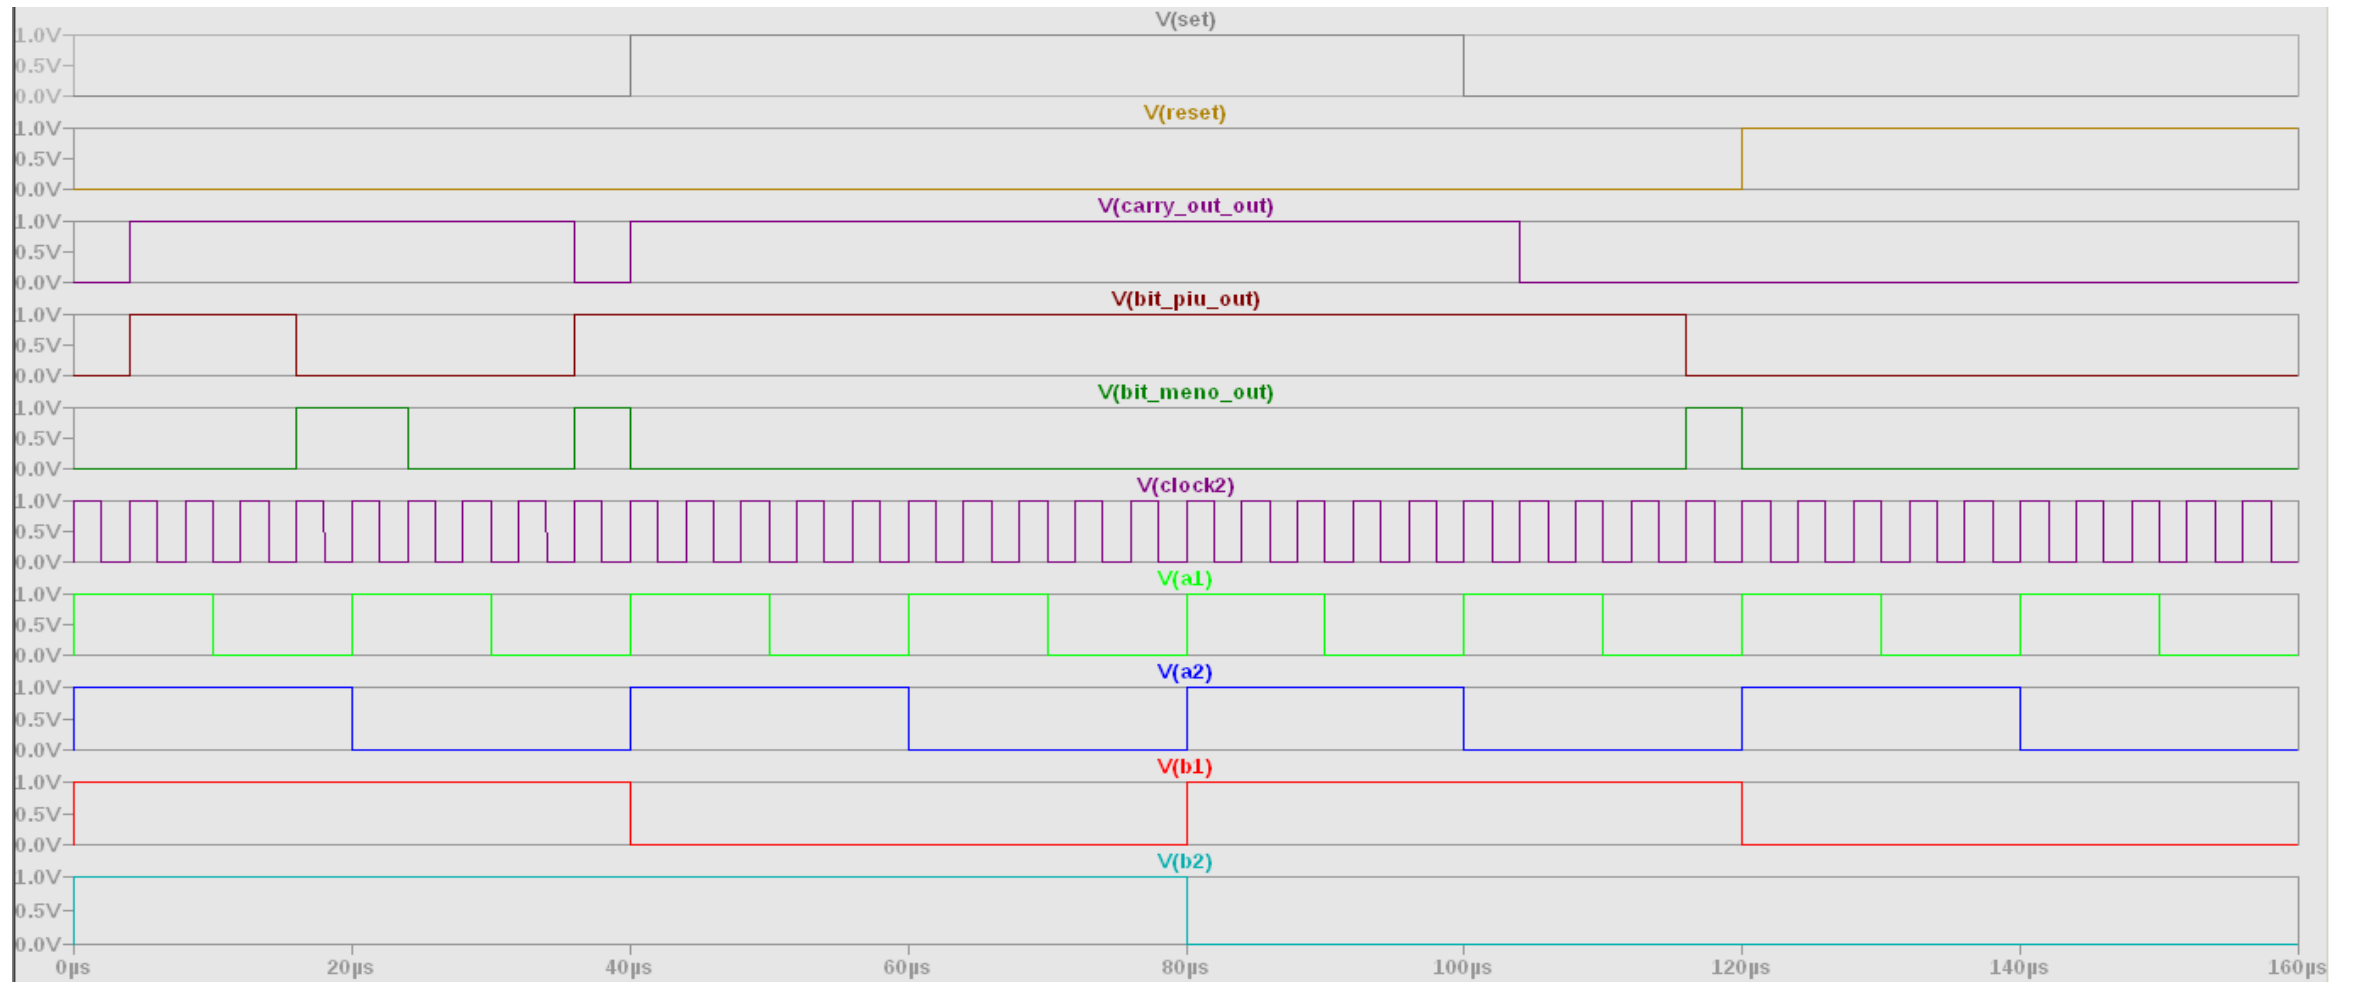 V(set)
1.0V
0.5V
0.0V
V(reset)
1.0V
0.5V
0.0V
V(carry_out_out)
1.0V
0.5V
0.0V
V(bit_piu_out)
1.0V
0.5V
0.0V
V(bit_meno_out)
1.0V
0.5V
0.0V
V(clock2)
1.0V
0.5V
0.0V
V(a1)
1.0V
0.5V
0.0V
V(a2)
1.0V
0.5V
0.0V
V(b1)
1.0V
0.5V
0.0V
V(b2)
1.0V
0.5V
0.0V
0µs 20µs 40µs 60µs 80µs 100µs 120µs 140µs 160µs